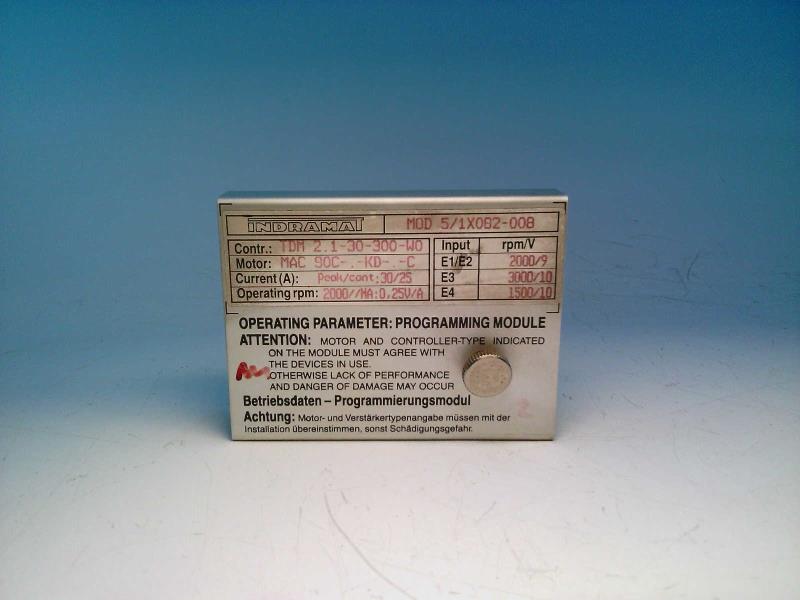 INDRAMAT MOD 5/1X0B2-008
Contr.: TDM 2.1-30-300-W0 Input rpm/V
Motor: MAC 90C-.-KD-.-C E1/E2 2000/9
Current (A): Peak/cont:30/25 E3 3000/10
Operating rpm: 2000//MA:0,25V/A E4 1500/10
OPERATING PARAMETER: PROGRAMMING MODULE
ATTENTION: MOTOR AND CONTROLLER-TYPE INDICATED
ON THE MODULE MUST AGREE WITH
THE DEVICES IN USE.
OTHERWISE LACK OF PERFORMANCE
AND DANGER OF DAMAGE MAY OCCUR
Betriebsdaten – Programmierungsmodul
Achtung: Motor- und Verstärkertypenangabe müssen mit der
Installation übereinstimmen, sonst Schädigungsgefahr.
2